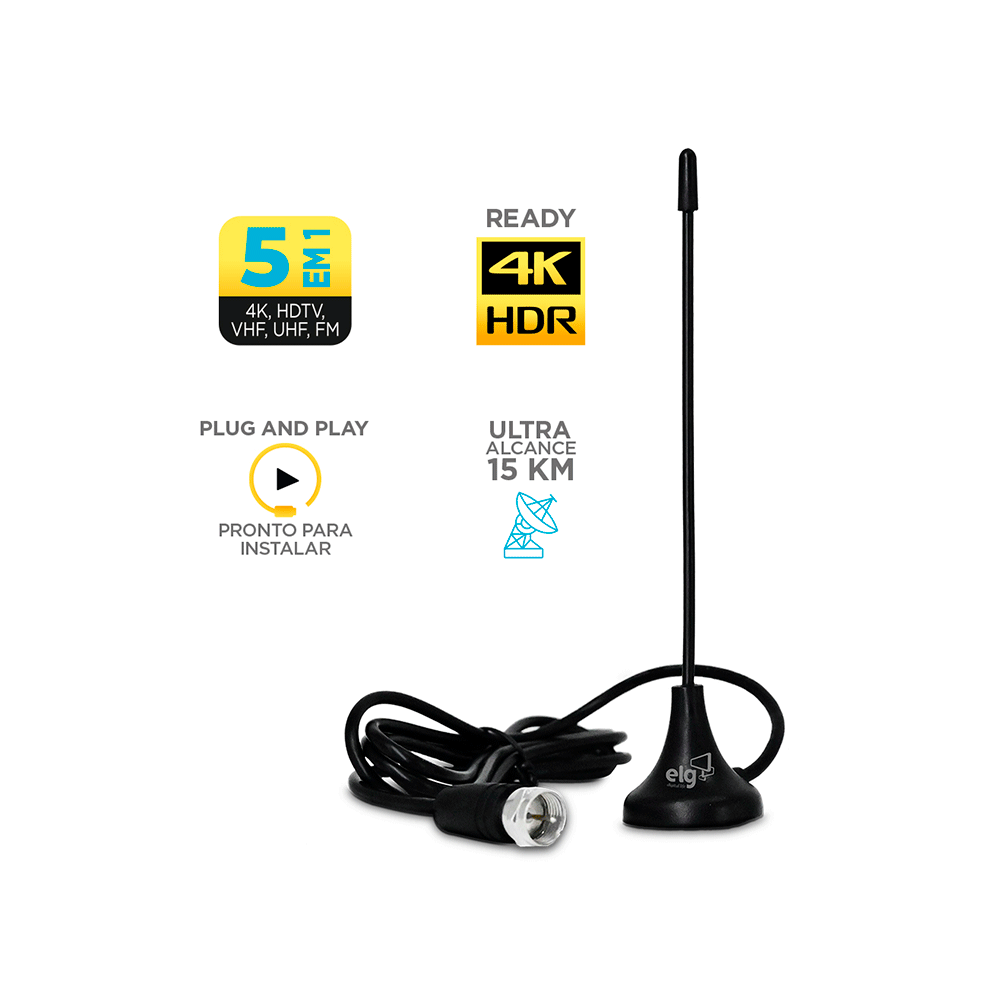 5
EM 1
4K, HDTV,
VHF, UHF, FM
READY
4K
HDR
PLUG AND PLAY
PRONTO PARA
INSTALAR
ULTRA
ALCANCE
15 KM
elg